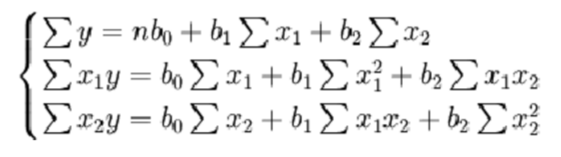 ∑y = nb₀ + b₁∑x₁ + b₂∑x₂
∑x₁y = b₀∑x₁ + b₁∑x₁² + b₂∑x₁x₂
∑x₂y = b₀∑x₂ + b₁∑x₁x₂ + b₂∑x₂²